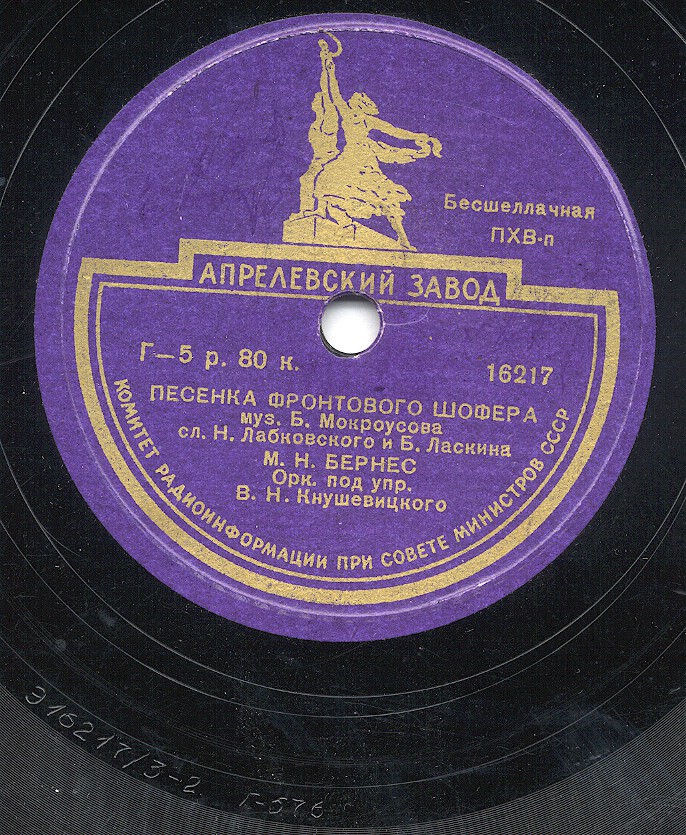 Бесшеллачная
ПХВ-п
АПРЕЛЕВСКИЙ ЗАВОД
Г—5 р. 80 к.
16217
ПЕСЕНКА ФРОНТОВОГО ШОФЕРА
муз. Б. Мокроусова
сл. Н. Лабковского и Б. Ласкина
М. Н. БЕРНЕС
Орк. под упр.
В. Н. Кнушевицкого
КОМИТЕТ РАДИОИНФОРМАЦИИ ПРИ СОВЕТЕ МИНИСТРОВ СССР
Э16217/3-2 Г-576